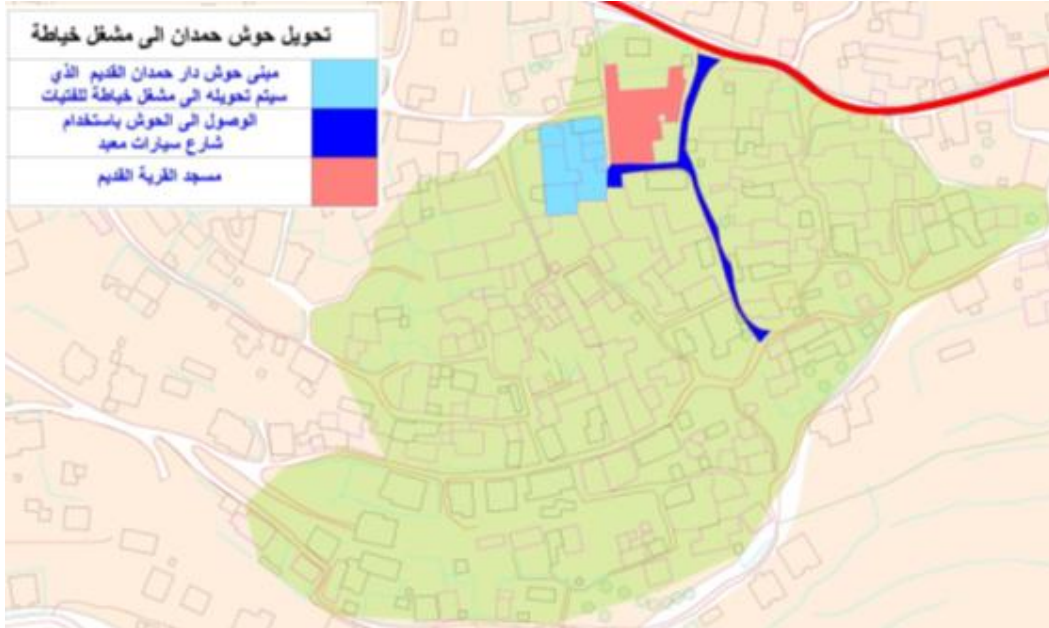 تحويل حوش حمدان الى مشغل خياطة
مبنى حوش دار حمدان القديم الذي
سيتم تحويله الى مشغل خياطة للفتيات
الوصول الى الحوش باستخدام
شارع سيارات معبد
مسجد القرية القديم